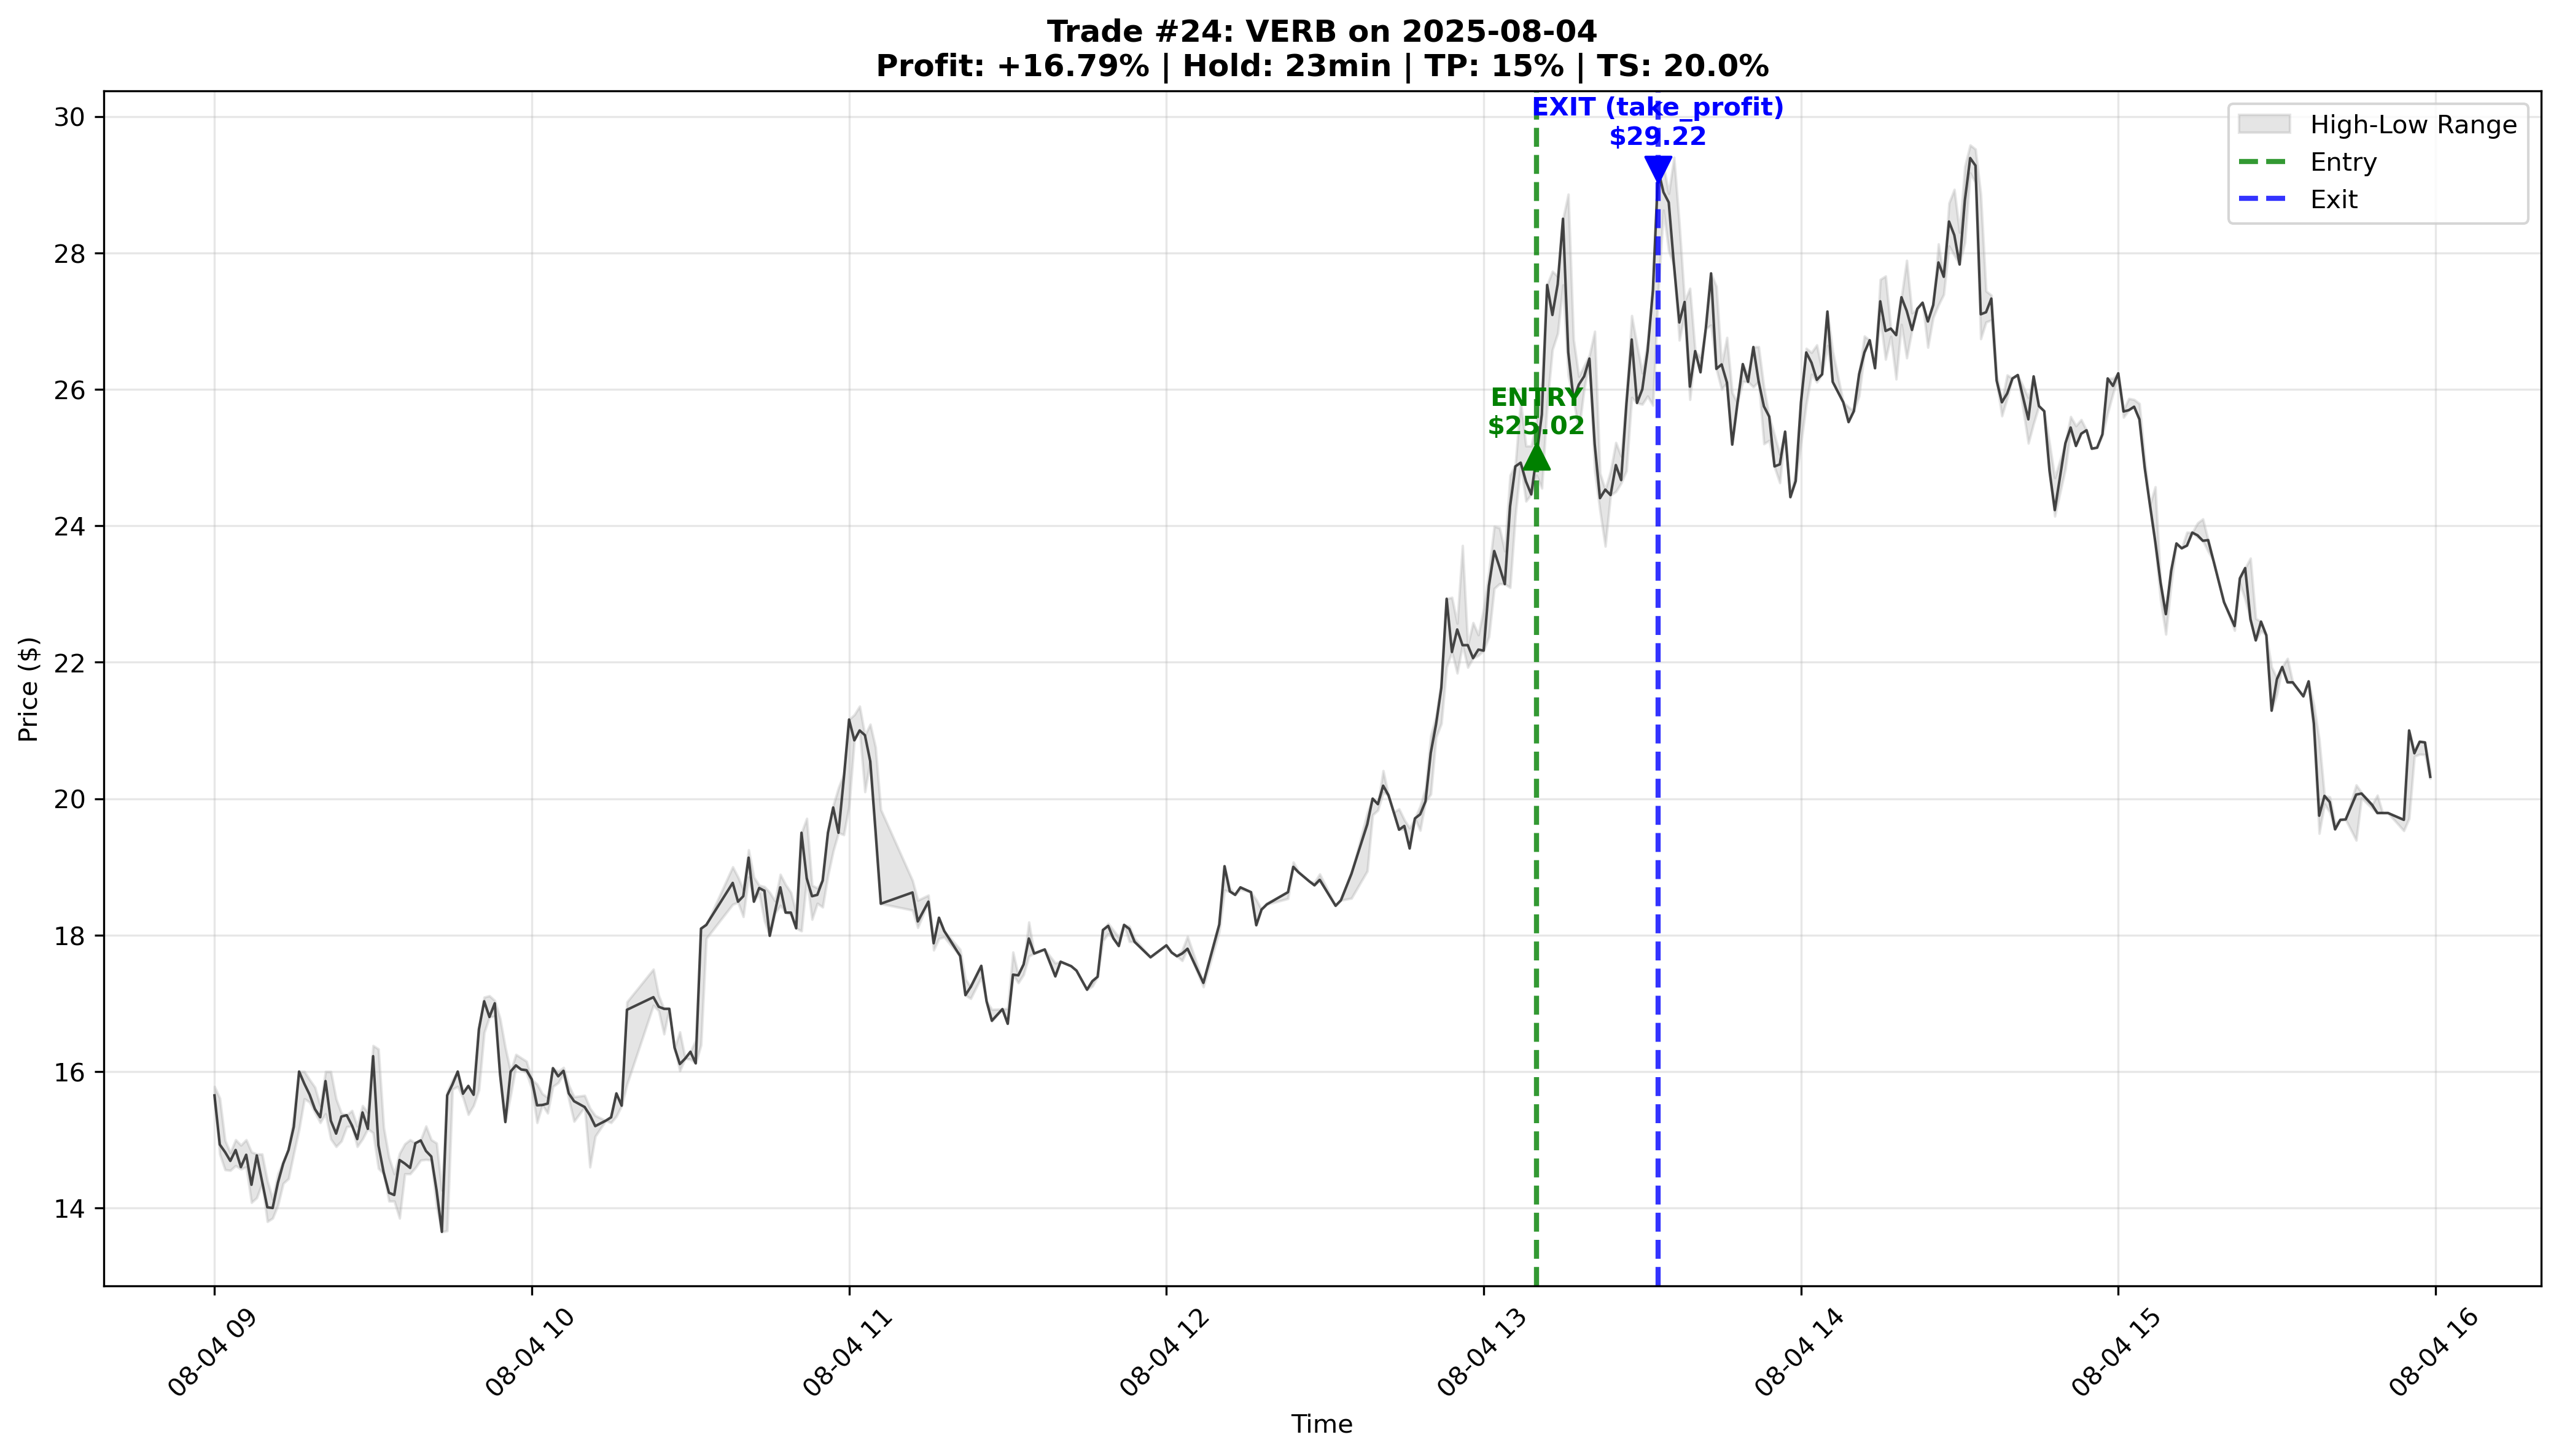 Trade #24: VERB on 2025-08-04
Profit: +16.79% | Hold: 23min | TP: 15% | TS: 20.0%
EXIT (take_profit)
$29.22
High-Low Range
Entry
Exit
ENTRY
$25.02
Price ($)
30
28
26
24
22
20
18
16
14
08-04 09
08-04 10
08-04 11
08-04 12
08-04 13
08-04 14
08-04 15
08-04 16
Time